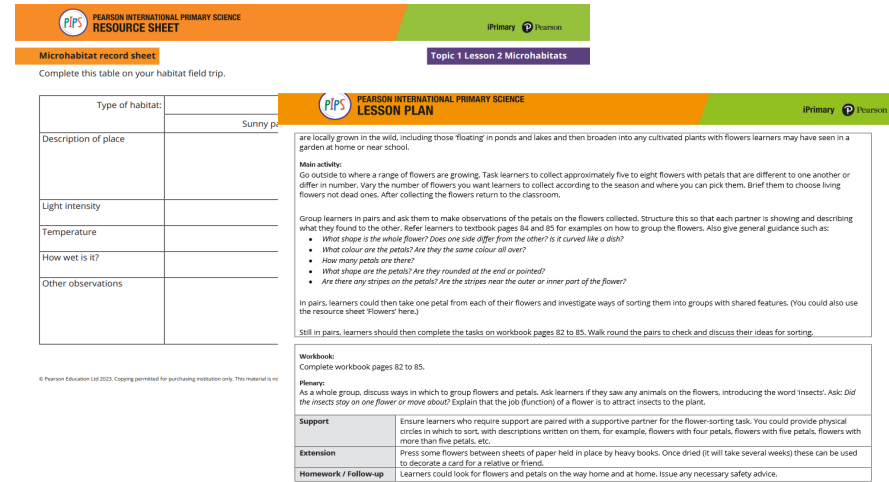 PIPS
PEARSON INTERNATIONAL PRIMARY SCIENCE
RESOURCE SHEET
iPrimary Pearson
Microhabitat record sheet
Topic 1 Lesson 2 Microhabitats
Complete this table on your habitat field trip.
Type of habitat:
Sunny pa
Description of place
Light intensity
Temperature
How wet is it?
Other observations
© Pearson Education Ltd 2023. Copying permitted for purchasing institution only. This material is no
PIPS
PEARSON INTERNATIONAL PRIMARY SCIENCE
LESSON PLAN
iPrimary Pearson
are locally grown in the wild, including those ‘floating’ in ponds and lakes and then broaden into any cultivated plants with flowers learners may have seen in a
garden at home or near school.
Main activity:
Go outside to where a range of flowers are growing. Task learners to collect approximately five to eight flowers with petals that are different to one another or
differ in number. Vary the number of flowers you want learners to collect according to the season and where you can pick them. Brief them to choose living
flowers not dead ones. After collecting the flowers return to the classroom.
Group learners in pairs and ask them to make observations of the petals on the flowers collected. Structure this so that each partner is showing and describing
what they found to the other. Refer learners to textbook pages 84 and 85 for examples on how to group the flowers. Also give general guidance such as:
• What shape is the whole flower? Does one side differ from the other? Is it curved like a dish?
• What colour are the petals? Are they the same colour all over?
• How many petals are there?
• What shape are the petals? Are they rounded at the end or pointed?
• Are there any stripes on the petals? Are the stripes near the outer or inner part of the flower?
In pairs, learners could then take one petal from each of their flowers and investigate ways of sorting them into groups with shared features. (You could also use
the resource sheet ‘Flowers’ here.)
Still in pairs, learners should then complete the tasks on workbook pages 82 to 85. Walk round the pairs to check and discuss their ideas for sorting.
Workbook:
Complete workbook pages 82 to 85.
Plenary:
As a whole group, discuss ways in which to group flowers and petals. Ask learners if they saw any animals on the flowers, introducing the word ‘insects’. Ask: Did
the insects stay on one flower or move about? Explain that the job (function) of a flower is to attract insects to the plant.
Support
Ensure learners who require support are paired with a supportive partner for the flower-sorting task. You could provide physical
circles in which to sort, with descriptions written on them, for example, flowers with four petals, flowers with five petals, flowers with
more than five petals, etc.
Extension
Press some flowers between sheets of paper held in place by heavy books. Once dried (it will take several weeks) these can be used
to decorate a card for a relative or friend.
Homework / Follow-up
Learners could look for flowers and petals on the way home and at home. Issue any necessary safety advice.